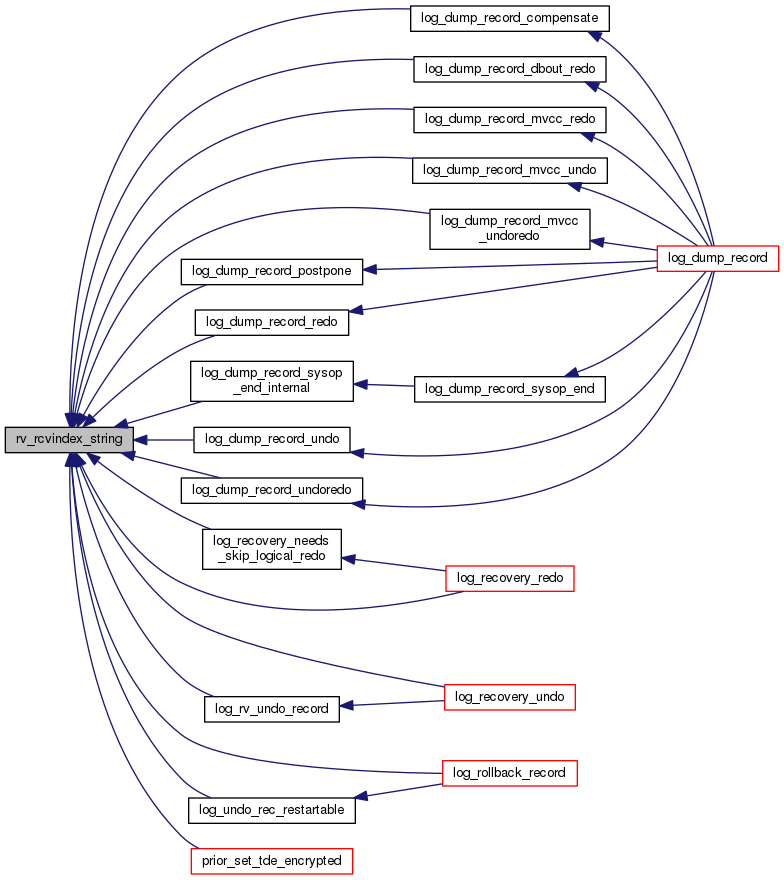 log_dump_record_compensate
log_dump_record_dbout_redo
log_dump_record_mvcc_redo
log_dump_record_mvcc_undo
log_dump_record_mvcc
_undoredo
log_dump_record
log_dump_record_postpone
log_dump_record_redo
log_dump_record_sysop
_end_internal
log_dump_record_sysop_end
rv_rcvindex_string
log_dump_record_undo
log_dump_record_undoredo
log_recovery_needs
_skip_logical_redo
log_recovery_redo
log_recovery_undo
log_rv_undo_record
log_rollback_record
log_undo_rec_restartable
prior_set_tde_encrypted